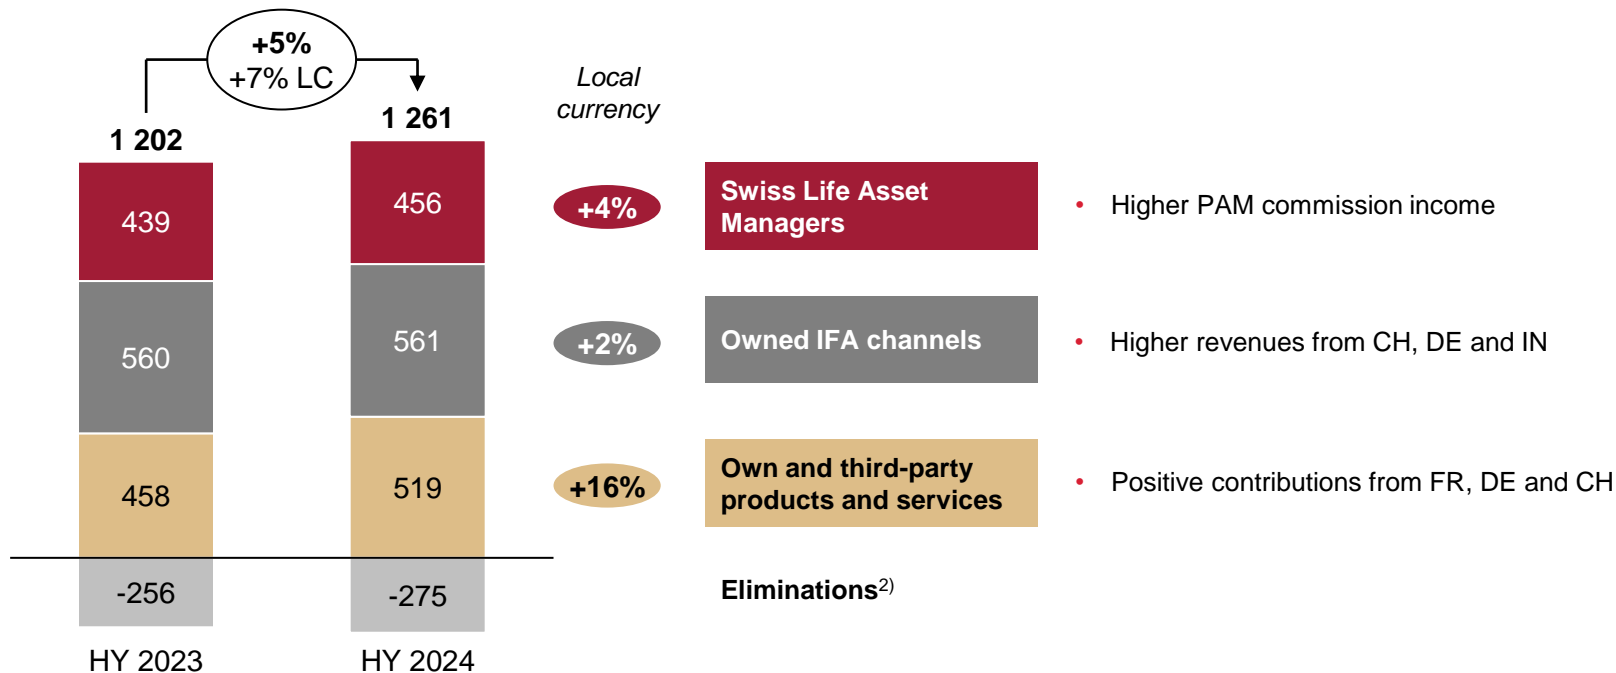 +5%
+7% LC
Local
currency
1 202
1 261
439
456
+4%
Swiss Life Asset
Managers
• Higher PAM commission income
560
561
+2%
Owned IFA channels
• Higher revenues from CH, DE and IN
458
519
+16%
Own and third-party
products and services
• Positive contributions from FR, DE and CH
-256
-275
Eliminations2)
HY 2023
HY 2024